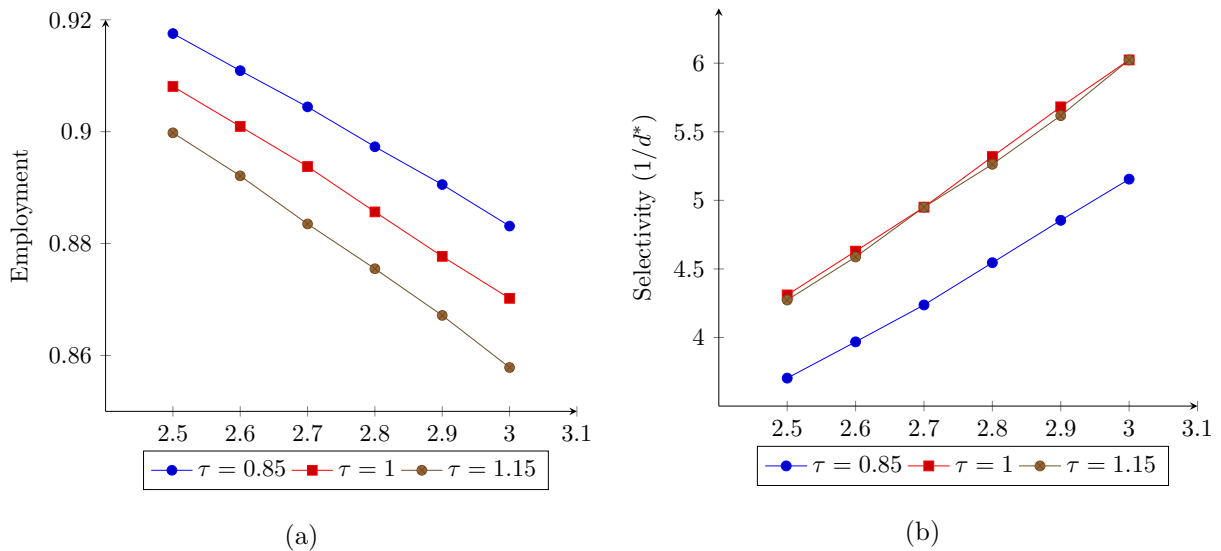 Employment
0.92
0.9
0.88
0.86
2.5 2.6 2.7 2.8 2.9 3 3.1
τ = 0.85 τ = 1 τ = 1.15
(a)
Selectivity (1/d*)
6
5.5
5
4.5
4
2.5 2.6 2.7 2.8 2.9 3 3.1
τ = 0.85 τ = 1 τ = 1.15
(b)